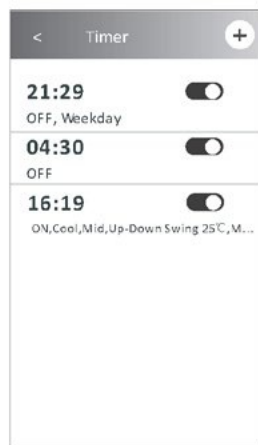 < Timer +
21:29
OFF, Weekday
04:30
OFF
16:19
ON,Cool,Mid,Up-Down Swing 25℃,M...